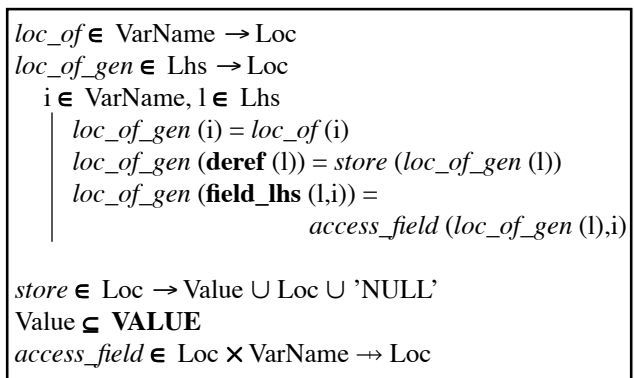 loc_of ∈ VarName → Loc
loc_of_gen ∈ Lhs → Loc
i ∈ VarName, l ∈ Lhs
loc_of_gen (i) = loc_of (i)
loc_of_gen (deref (l)) = store (loc_of_gen (l))
loc_of_gen (field_lhs (l,i)) =
access_field (loc_of_gen (l),i)
store ∈ Loc → Value ∪ Loc ∪ ’NULL’
Value ⊆ VALUE
access_field ∈ Loc × VarName ⇸ Loc